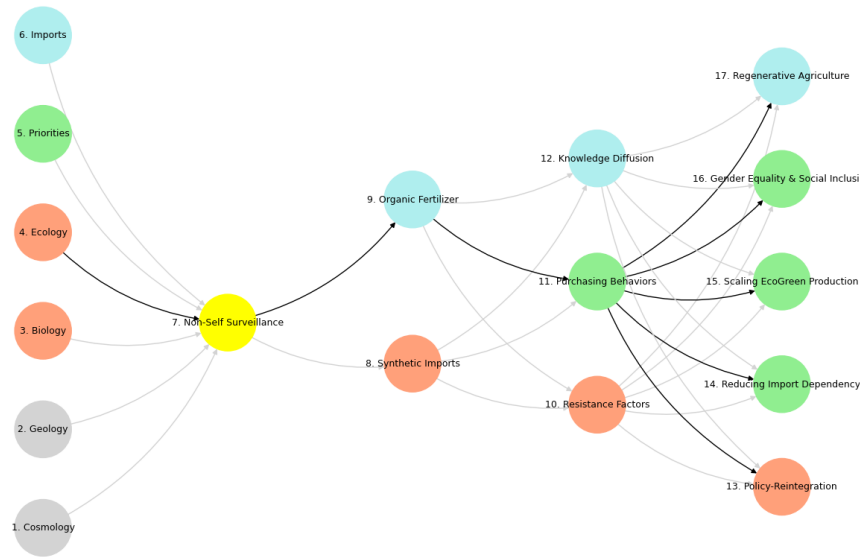 6. Imports
5. Priorities
4. Ecology
3. Biology
2. Geology
1. Cosmology
7. Non-Self Surveillance
9. Organic Fertilizer
8. Synthetic Imports
12. Knowledge Diffusion
11. Purchasing Behaviors
10. Resistance Factors
17. Regenerative Agriculture
16. Gender Equality & Social Inclusi
15. Scaling EcoGreen Production
14. Reducing Import Dependency
13. Policy-Reintegration